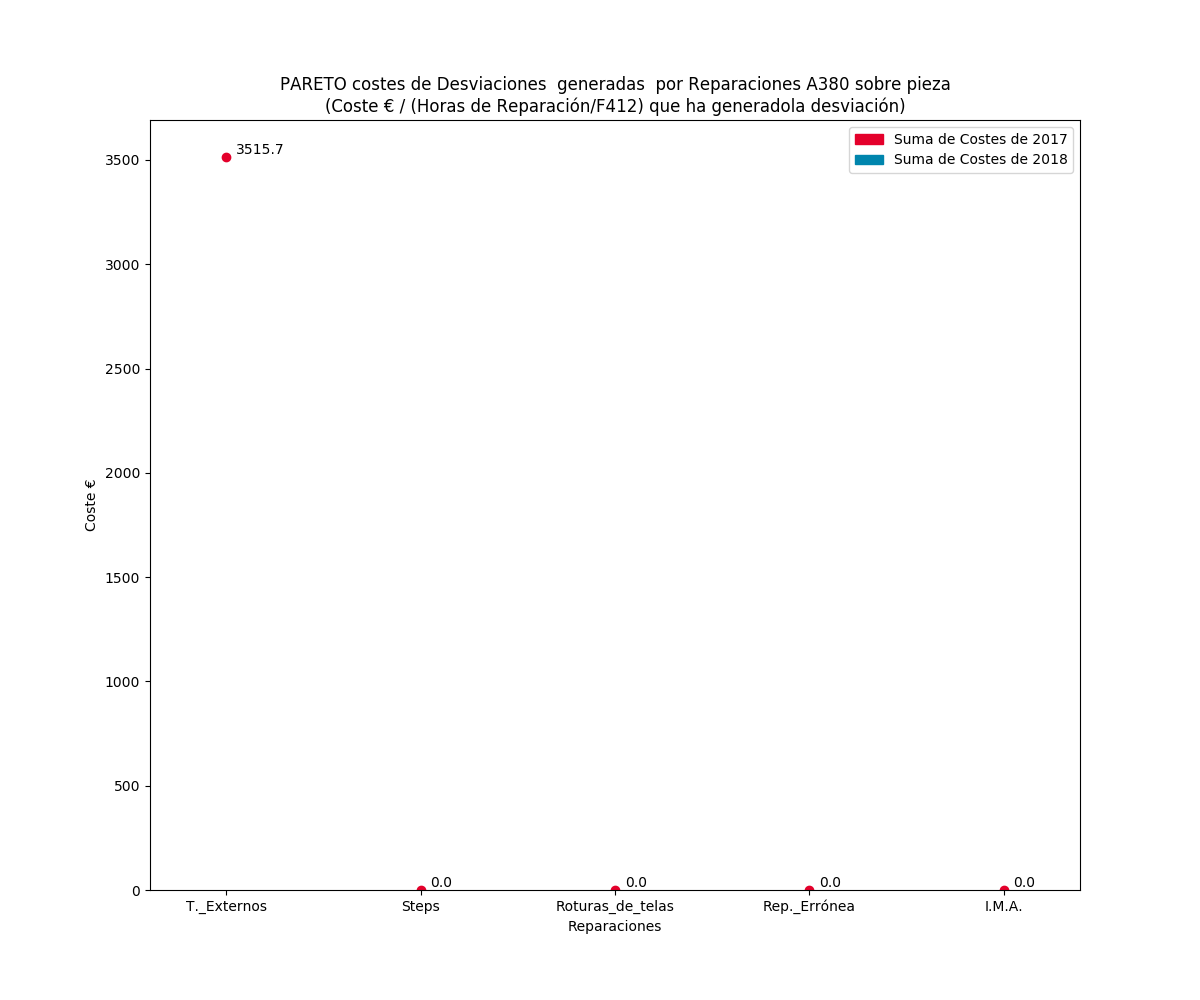 PARETO costes de Desviaciones  generadas  por Reparaciones A380 sobre pieza
(Coste € / (Horas de Reparación/F412) que ha generadola desviación)
Suma de Costes de 2017
Suma de Costes de 2018
3515.7
3500
3000
2500
2000
1500
1000
500
0
Coste €
0.0 0.0 0.0 0.0
T._Externos Steps Roturas_de_telas Rep._Errónea I.M.A.
Reparaciones